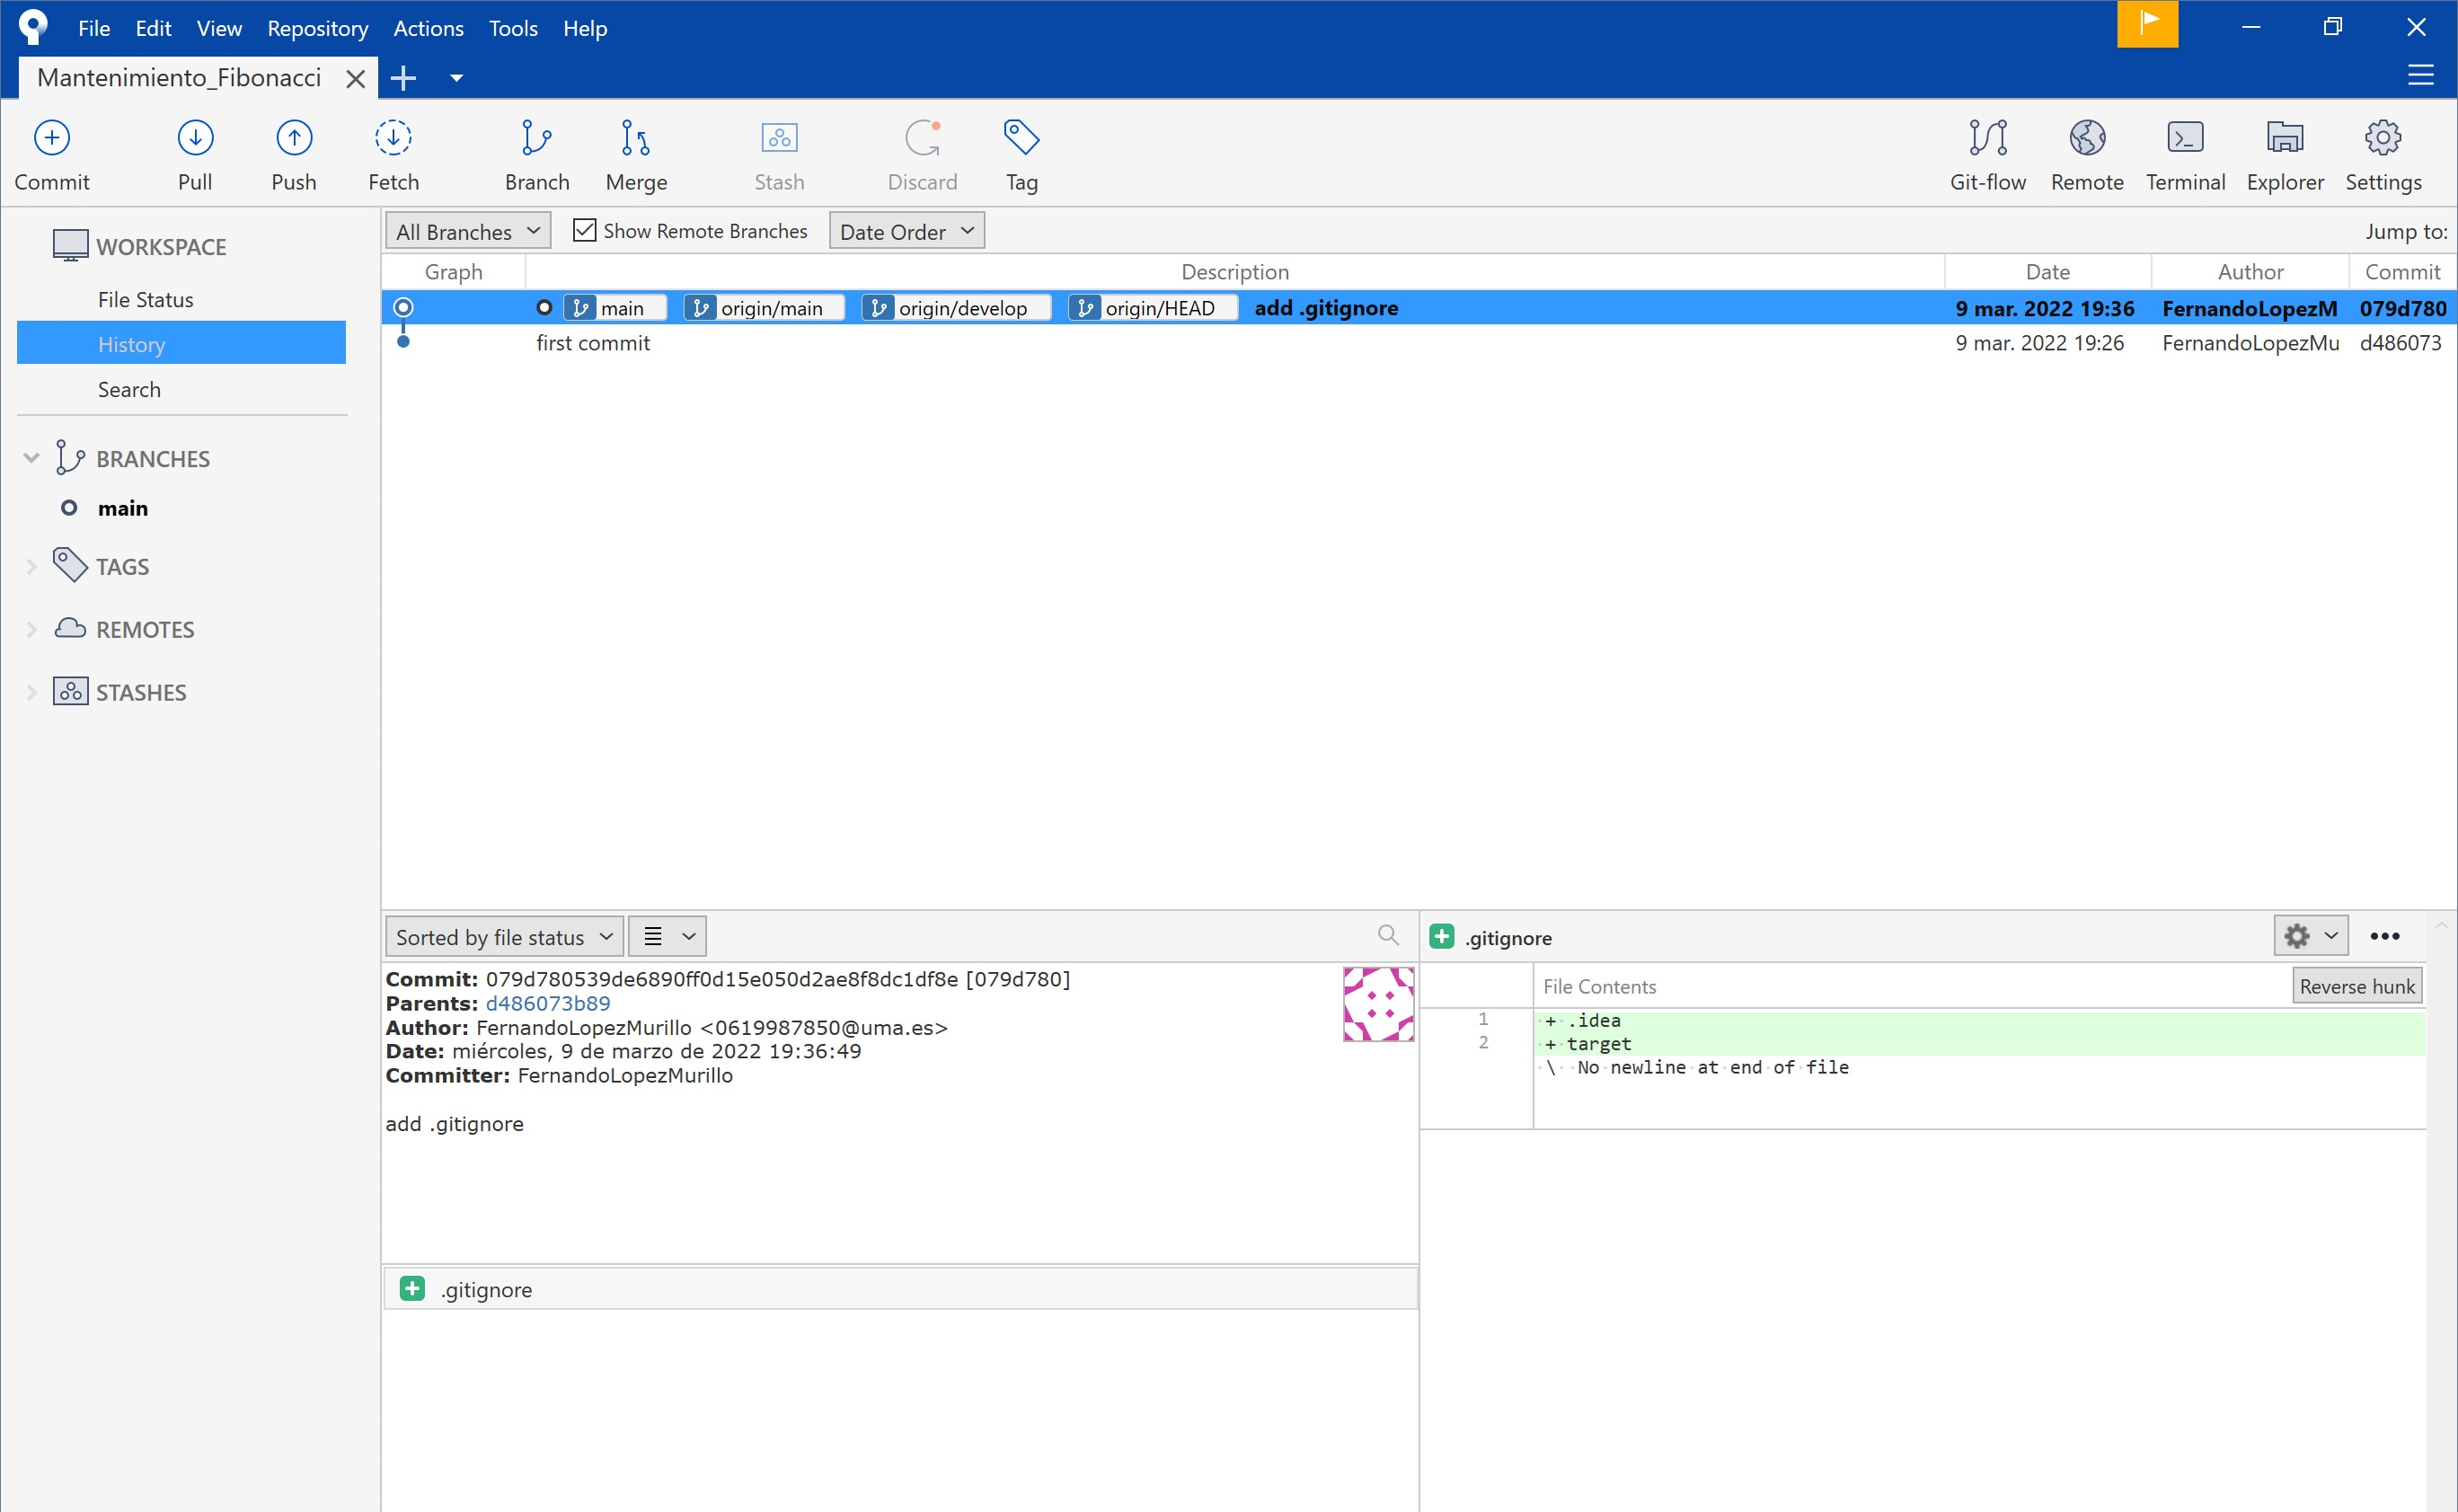 File Edit View Repository Actions Tools Help
Mantenimiento_Fibonacci
Commit Pull Push Fetch Branch Merge Stash Discard Tag Git-flow Remote Terminal Explorer Settings
WORKSPACE
File Status
History
Search
BRANCHES
main
TAGS
REMOTES
STASHES
All Branches Show Remote Branches Date Order Jump to:
Graph Description Date Author Commit
main origin/main origin/develop origin/HEAD add .gitignore 9 mar. 2022 19:36 FernandoLopezM 079d780
first commit 9 mar. 2022 19:26 FernandoLopezMu d486073
Sorted by file status
Commit: 079d780539de6890ff0d15e050d2ae8f8dc1df8e [079d780]
Parents: d486073b89
Author: FernandoLopezMurillo <0619987850@uma.es>
Date: miércoles, 9 de marzo de 2022 19:36:49
Committer: FernandoLopezMurillo
add .gitignore
.gitignore
.gitignore
File Contents Reverse hunk
1 + .idea
2 + target
\ No newline at end of file